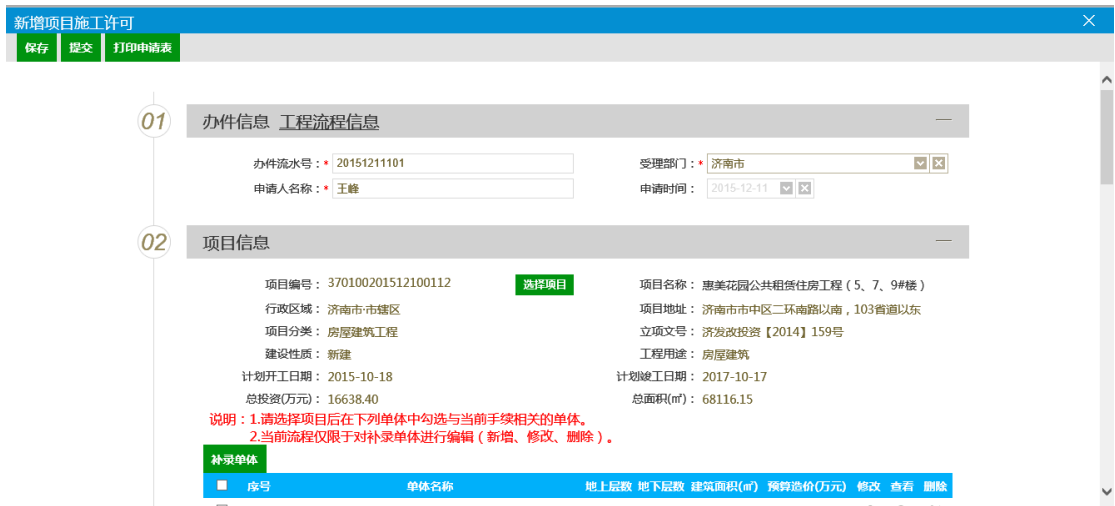 新增项目施工许可
保存 提交 打印申请表
01 办件信息 工程流程信息
办件流水号：* 20151211101 受理部门：* 济南市
申请人名称：* 王峰 申请时间： 2015-12-11
02 项目信息
项目编号： 370100201512100112 选择项目 项目名称： 惠美花园公共租赁住房工程（5、7、9#楼）
行政区域： 济南市·市辖区 项目地址： 济南市市中区二环南路以南，103省道以东
项目分类： 房屋建筑工程 立项文号： 济发改投资【2014】159号
建设性质： 新建 工程用途： 房屋建筑
计划开工日期： 2015-10-18 计划竣工日期： 2017-10-17
总投资(万元)： 16638.40 总面积(㎡)： 68116.15
说明：1.请选择项目后在下列单体中勾选与当前手续相关的单体。
2.当前流程仅限于对补录单体进行编辑（新增、修改、删除）。
补录单体
序号 单体名称 地上层数 地下层数 建筑面积(㎡) 预算造价(万元) 修改 查看 删除